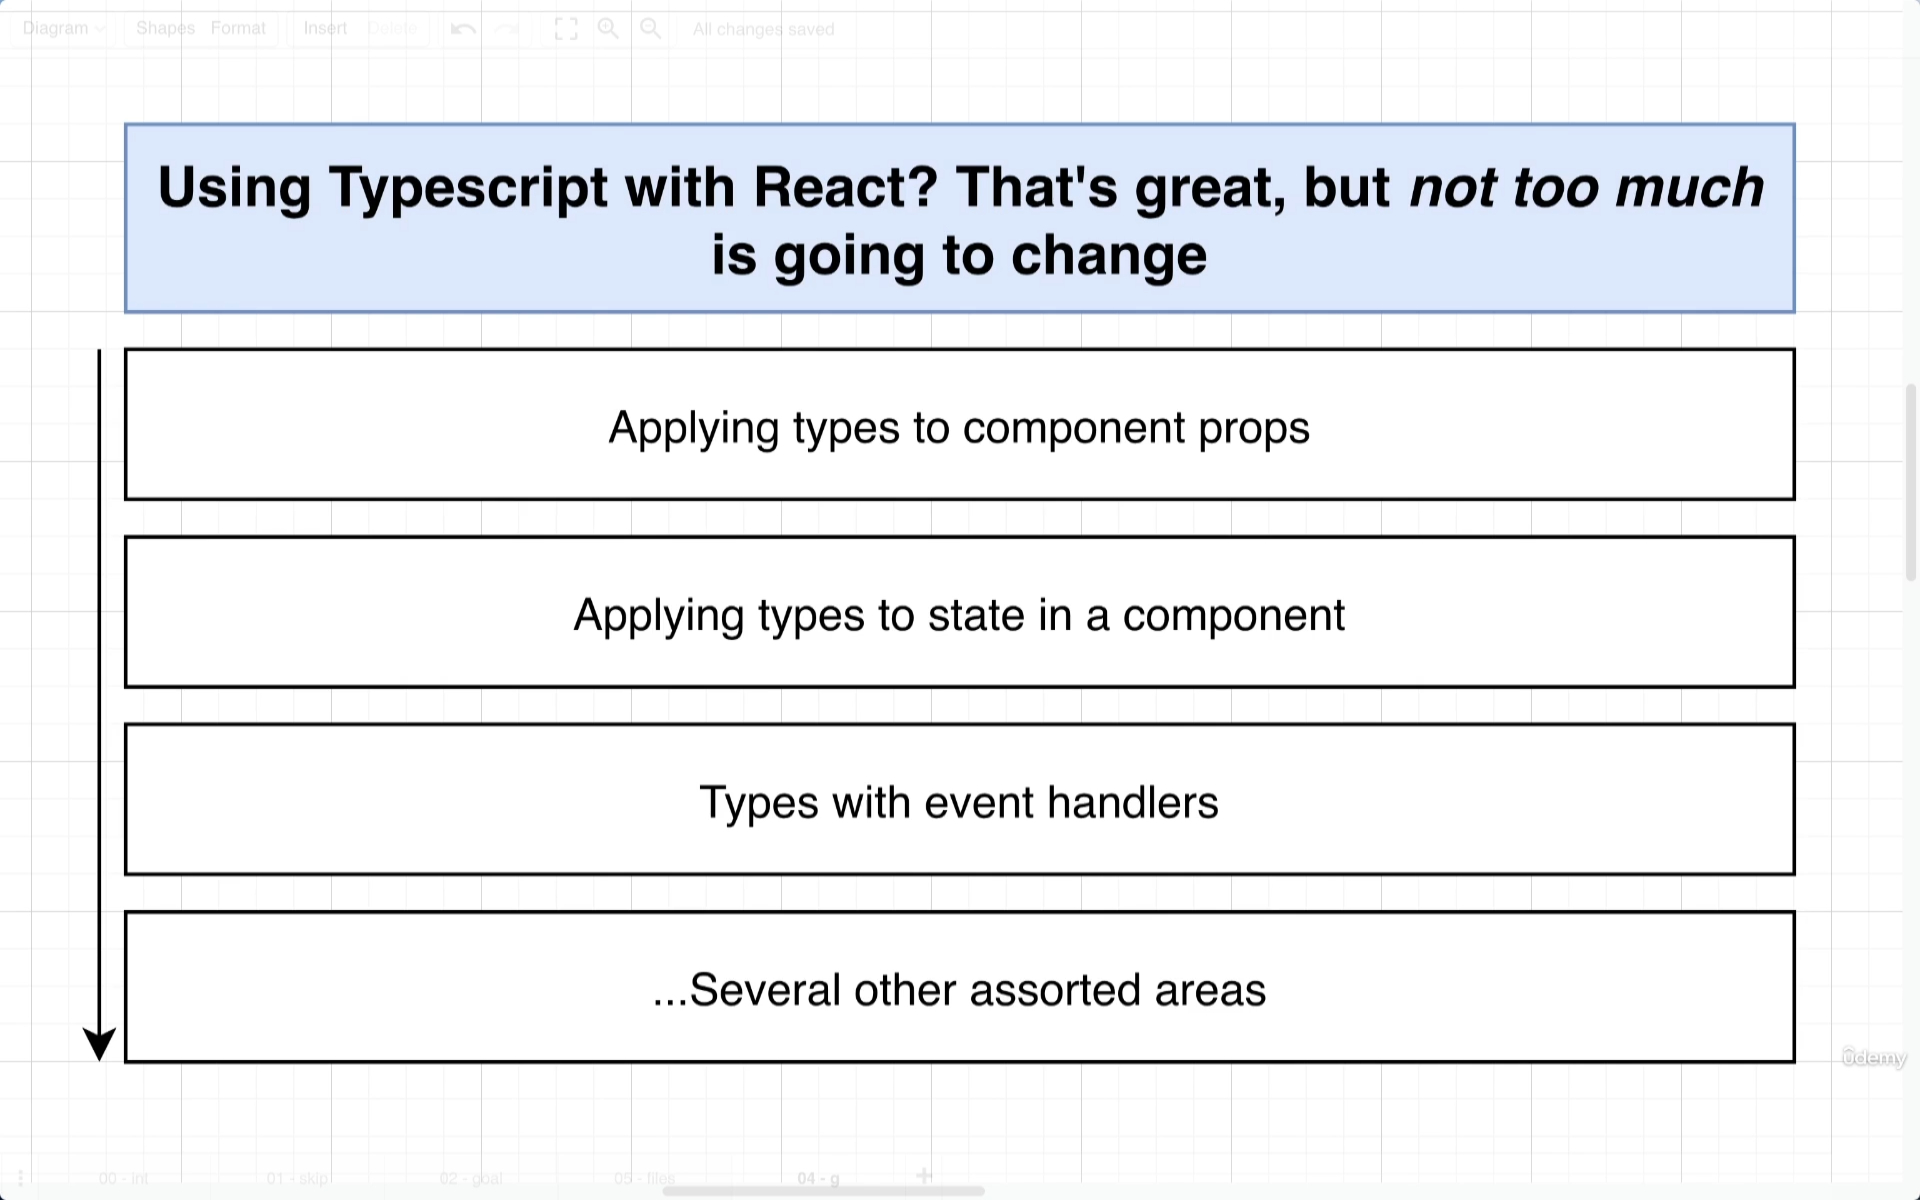 Diagram Shapes Format Insert Delete All changes saved
Using Typescript with React? That's great, but not too much
is going to change
Applying types to component props
Applying types to state in a component
Types with event handlers
...Several other assorted areas
ûdemy
00 - int 01 - skip 02 - goal 05 - files 04 - g